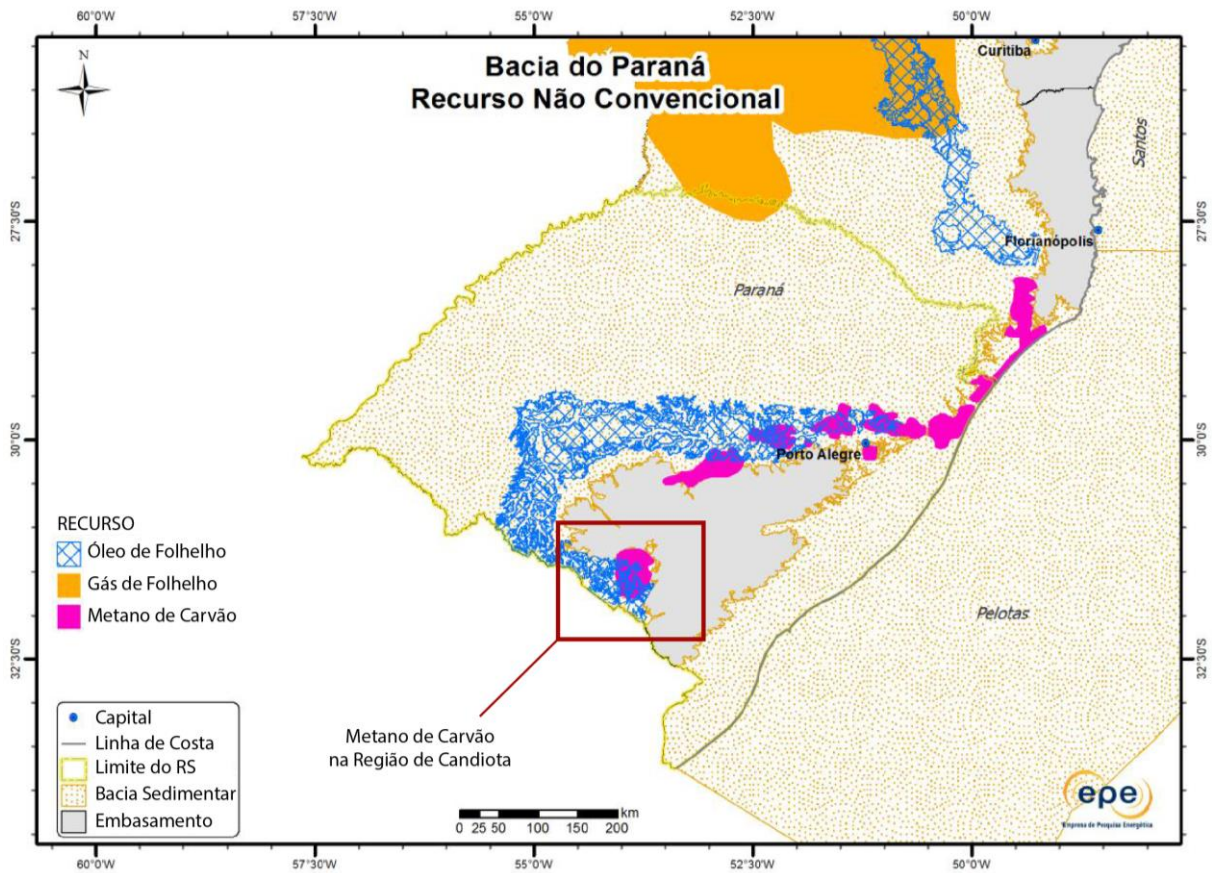 60°0'W 57°30'W 55°0'W 52°30'W 50°0'W
N
Bacia do Paraná
Recurso Não Convencional
Curitiba
Santos
27°30'S
27°30'S
Florianópolis
Paraná
30°0'S
30°0'S
Porto Alegre
RECURSO
Óleo de Folhelho
Gás de Folhelho
Metano de Carvão
Pelotas
32°30'S
32°30'S
Capital
Linha de Costa
Limite do RS
Bacia Sedimentar
Embasamento
Metano de Carvão
na Região de Candiota
km
0 25 50 100 150 200
epe
Empresa de Pesquisa Energética
60°0'W 57°30'W 55°0'W 52°30'W 50°0'W